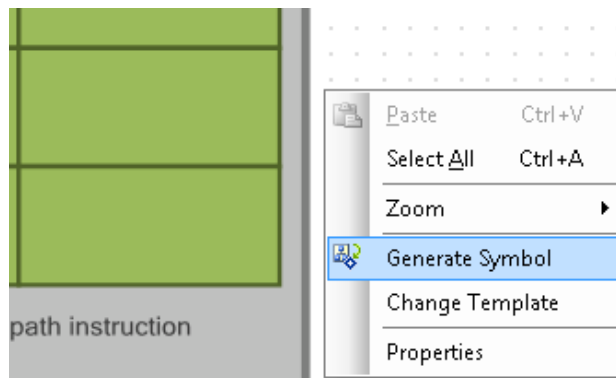 Paste Ctrl+V
Select All Ctrl+A
Zoom
Generate Symbol
Change Template
Properties
path instruction